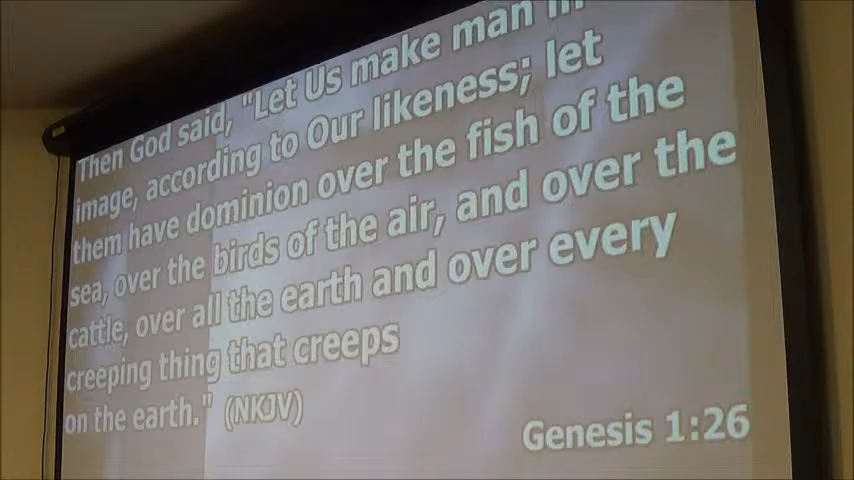 Then God said, "Let Us make man in
image, according to Our likeness; let
them have dominion over the fish of the
sea, over the birds of the air, and over the
cattle, over all the earth and over every
creeping thing that creeps
on the earth." (NKJV)
Genesis 1:26